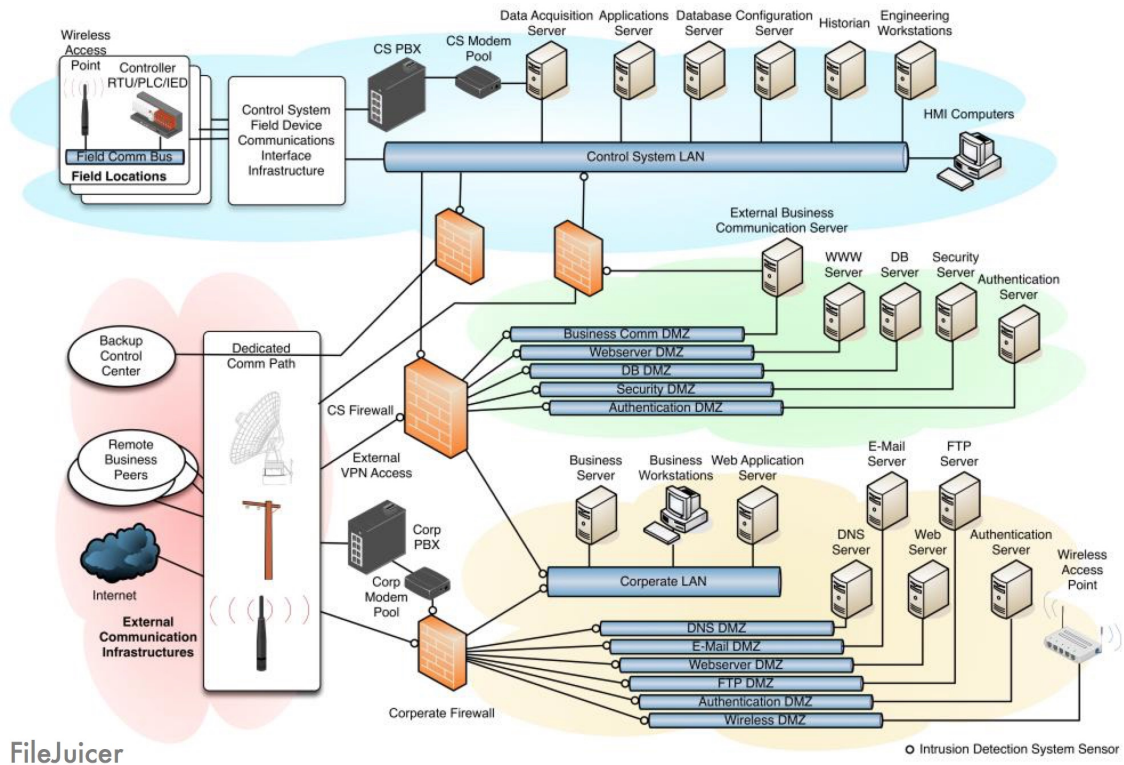 Wireless
Access
Point
Controller
RTU/PLC/IED
Field Comm Bus
Field Locations
Control System
Field Device
Communications
Interface
Infrastructure
CS PBX
CS Modem
Pool
Data Acquisition
Server
Applications
Server
Database
Server
Configuration
Server
Historian
Engineering
Workstations
HMI Computers
Control System LAN
External Business
Communication Server
WWW
Server
DB
Server
Security
Server
Authentication
Server
Business Comm DMZ
Webserver DMZ
DB DMZ
Security DMZ
Authentication DMZ
Backup
Control
Center
Dedicated
Comm Path
CS Firewall
External
VPN Access
Remote
Business
Peers
Internet
External
Communication
Infrastructures
Corp
PBX
Corp
Modem
Pool
Business
Server
Business
Workstations
Web Application
Server
E-Mail
Server
FTP
Server
DNS
Server
Web
Server
Authentication
Server
Wireless
Access
Point
Corperate LAN
DNS DMZ
E-Mail DMZ
Webserver DMZ
FTP DMZ
Authentication DMZ
Wireless DMZ
Corperate Firewall
Intrusion Detection System Sensor
FileJuicer